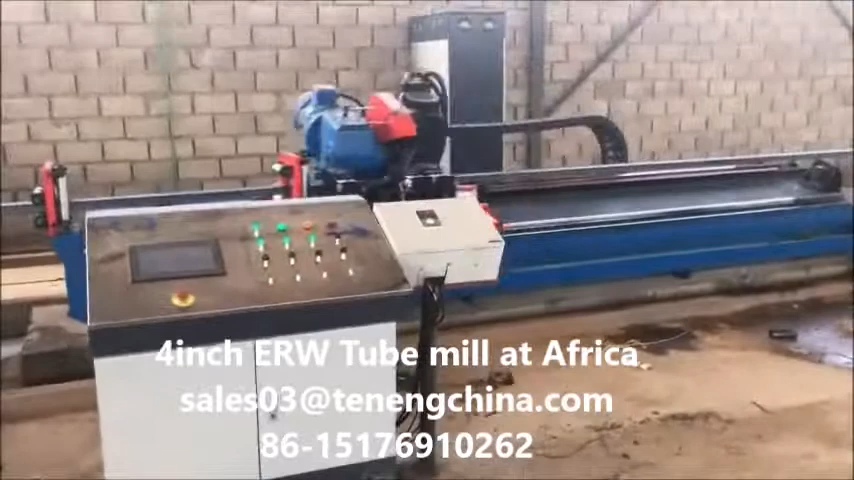 4inch ERW Tube mill at Africa
sales03@tenengchina.com
86-15176910262